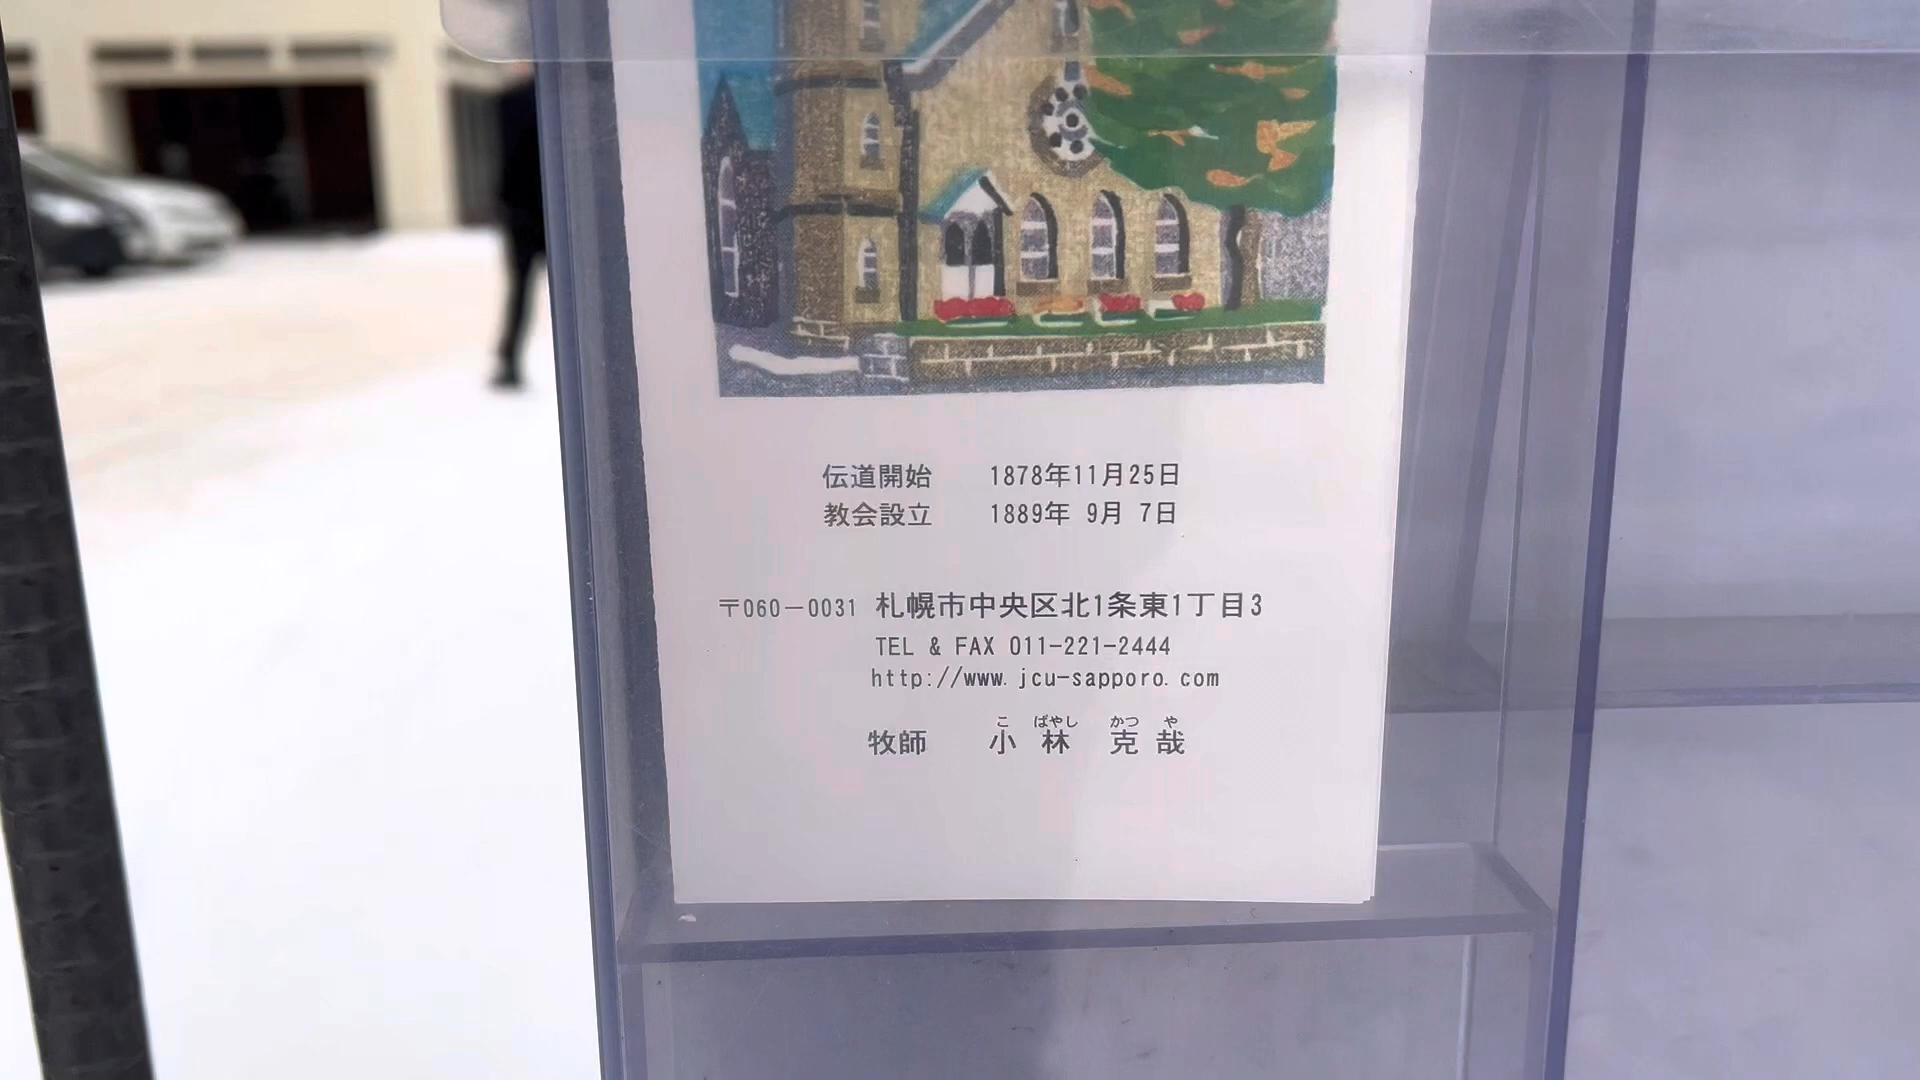 伝道開始 1878年11月25日
教会設立 1889年 9月 7日
〒060－0031 札幌市中央区北1条東1丁目3
TEL & FAX 011-221-2444
http://www.jcu-sapporo.com
こ ばやし かつ や
牧師 小 林 克 哉